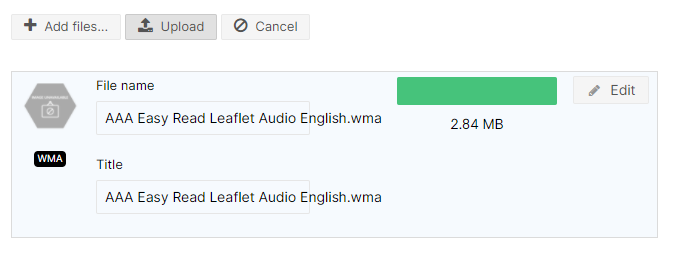 Add files...
Upload
Cancel
File name
Edit
AAA Easy Read Leaflet Audio English.wma
2.84 MB
WMA
Title
AAA Easy Read Leaflet Audio English.wma